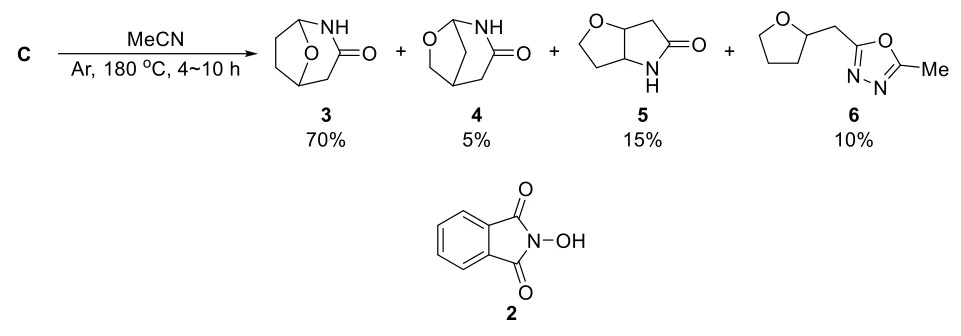 C
MeCN
Ar, 180 °C, 4~10 h
NH
O
O
3
70%
+
O
NH
O
4
5%
+
O
O
N
H
5
15%
+
O
O
N
N
Me
6
10%
O
N
OH
O
2